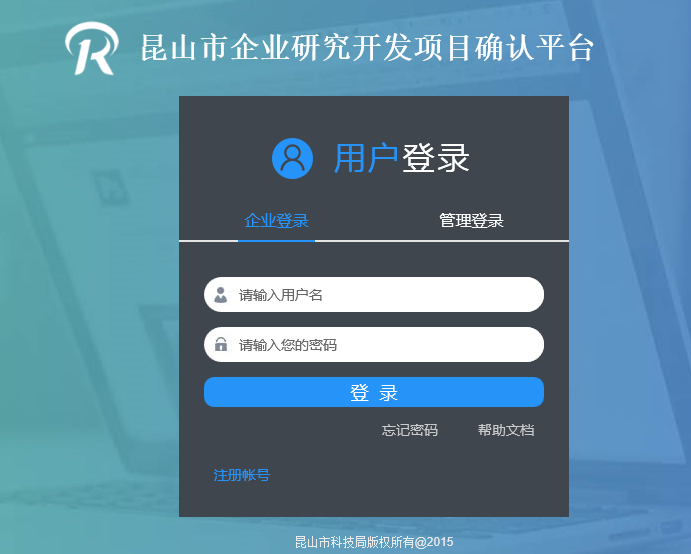 昆山市企业研究开发项目确认平台
用户登录
企业登录 管理登录
请输入用户名
请输入您的密码
登 录
忘记密码 帮助文档
注册帐号
昆山市科技局版权所有@2015